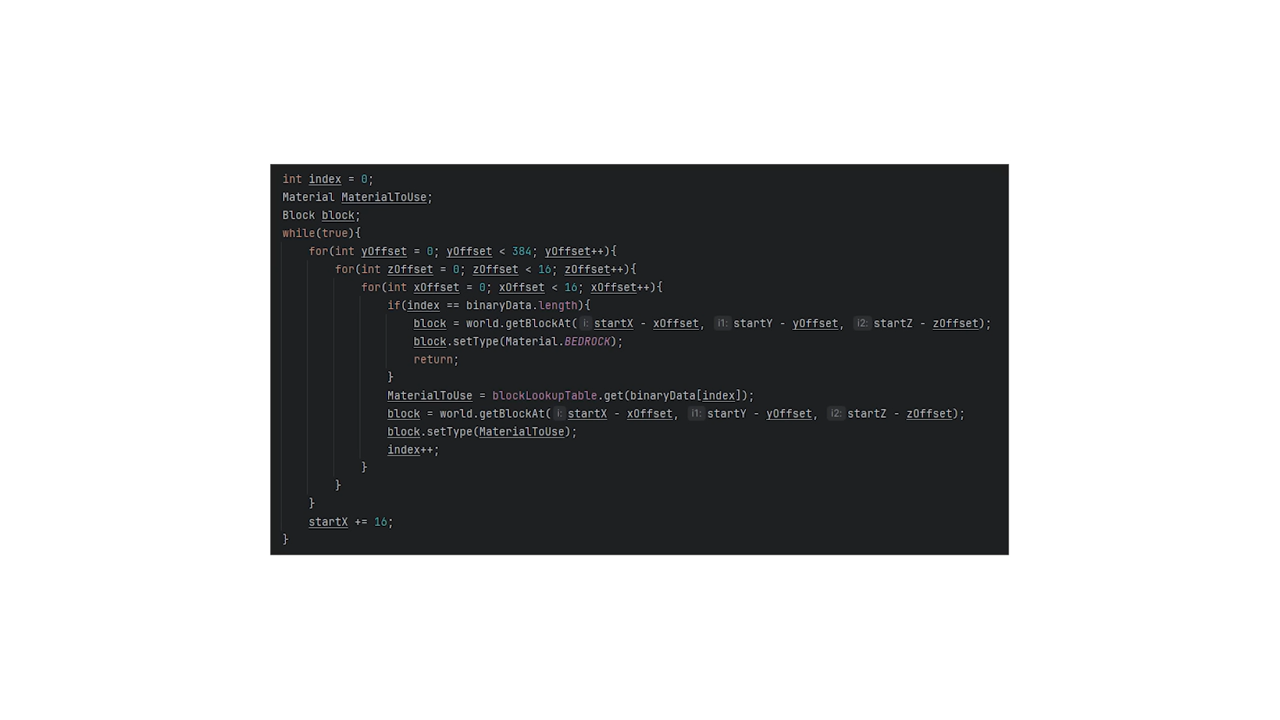 int index = 0;
Material MaterialToUse;
Block block;
while(true){
for(int yOffset = 0; yOffset < 384; yOffset++){
for(int zOffset = 0; zOffset < 16; zOffset++){
for(int xOffset = 0; xOffset < 16; xOffset++){
if(index == binaryData.length){
block = world.getBlockAt( i: startX - xOffset, i1: startY - yOffset, i2: startZ - zOffset);
block.setType(Material.BEDROCK);
return;
}
MaterialToUse = blockLookupTable.get(binaryData[index]);
block = world.getBlockAt( i: startX - xOffset, i1: startY - yOffset, i2: startZ - zOffset);
block.setType(MaterialToUse);
index++;
}
}
}
startX += 16;
}